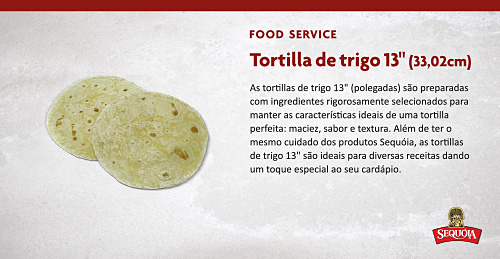 FOOD SERVICE
Tortilla de trigo 13" (33,02cm)
As tortillas de trigo 13" (polegadas) são preparadas
com ingredientes rigorosamente selecionados para
manter as características ideais de uma tortilla
perfeita: maciez, sabor e textura. Além de ter o
mesmo cuidado dos produtos Sequóia, as tortillas
de trigo 13" são ideais para diversas receitas dando
um toque especial ao seu cardápio.
SEQUOIA